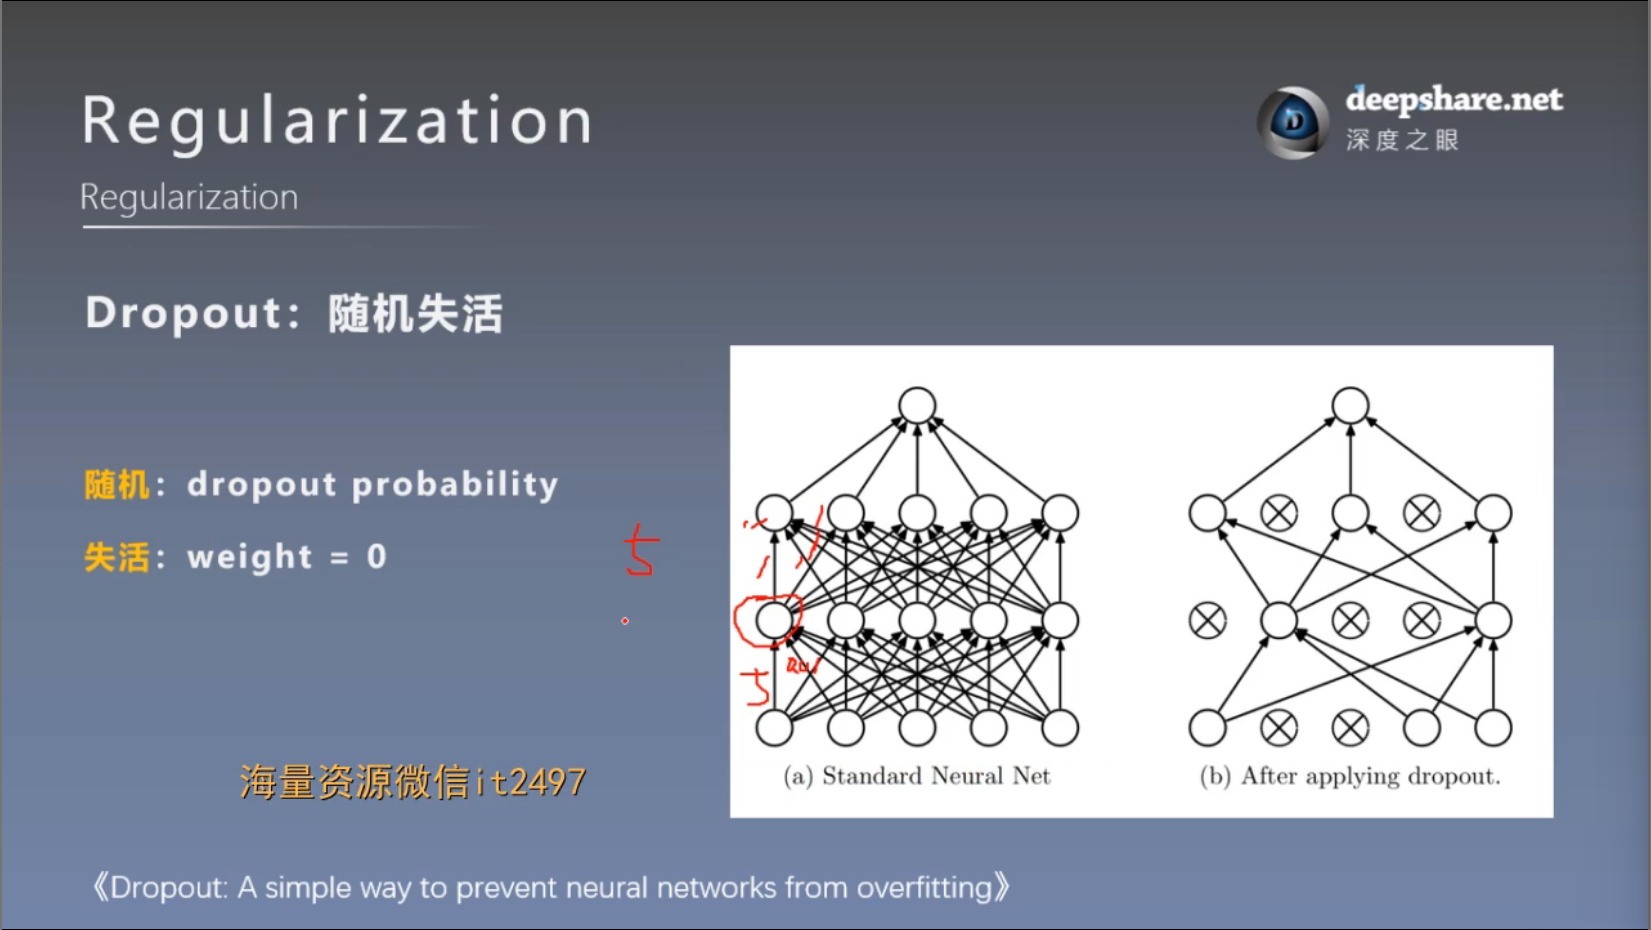 Regularization
deepshare.net
深度之眼
Regularization
Dropout：随机失活
随机：dropout probability
失活：weight = 0
5
5
(a) Standard Neural Net
(b) After applying dropout.
海量资源微信it2497
《Dropout: A simple way to prevent neural networks from overfitting》